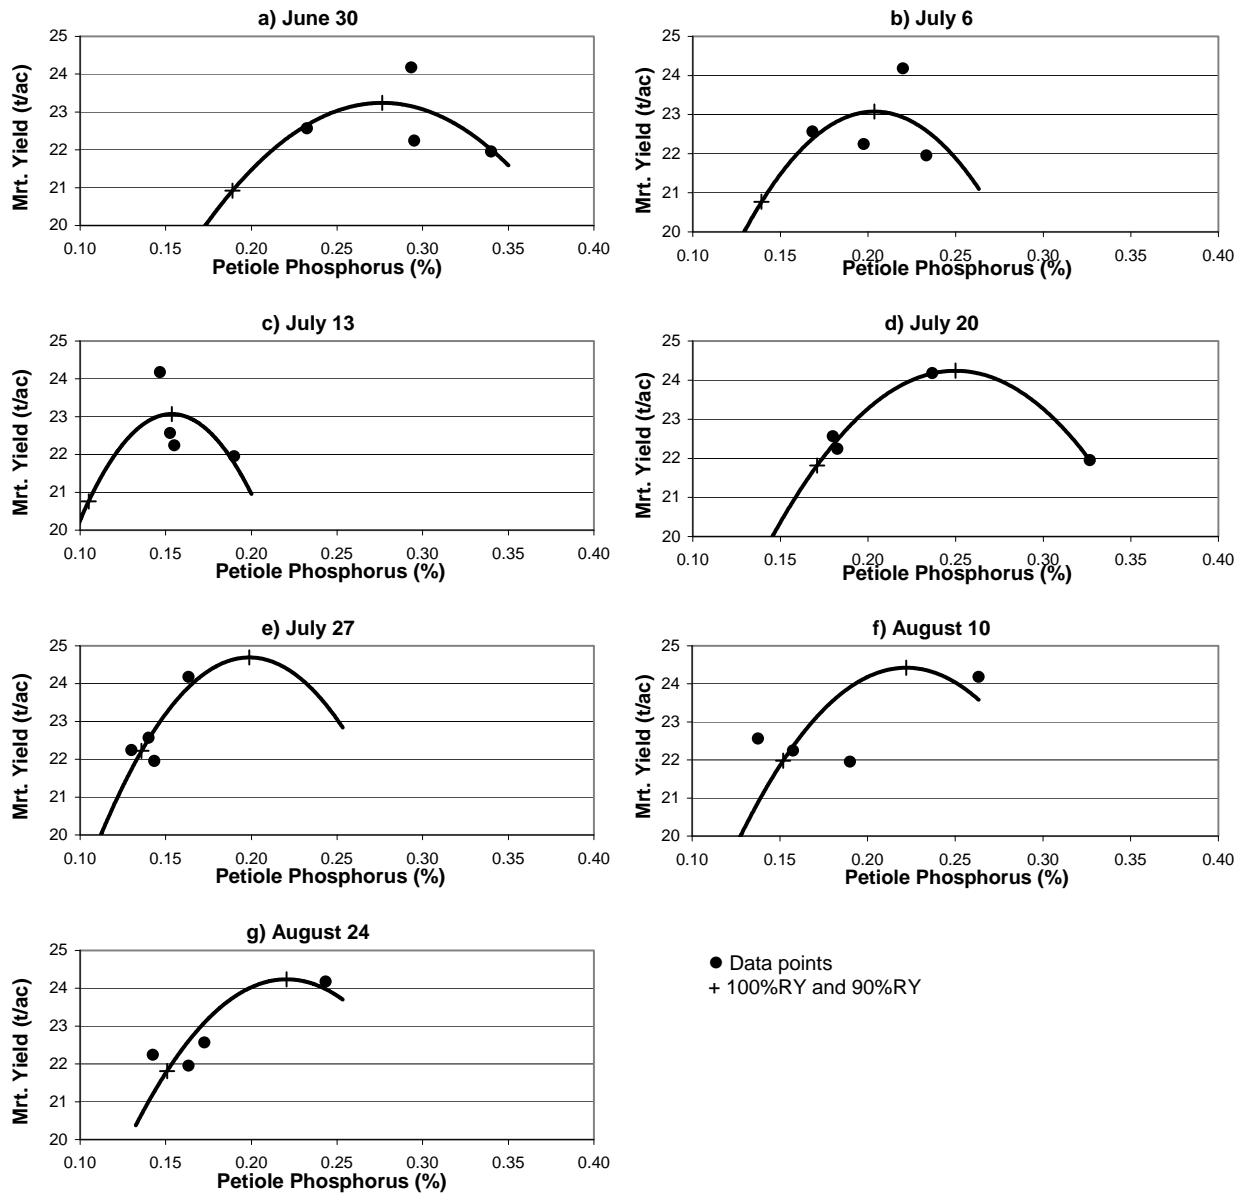 a) June 30
Mrt. Yield (t/ac)
25
24
23
22
21
20
0.10 0.15 0.20 0.25 0.30 0.35 0.40
Petiole Phosphorus (%)
b) July 6
Mrt. Yield (t/ac)
25
24
23
22
21
20
0.10 0.15 0.20 0.25 0.30 0.35 0.40
Petiole Phosphorus (%)
c) July 13
Mrt. Yield (t/ac)
25
24
23
22
21
20
0.10 0.15 0.20 0.25 0.30 0.35 0.40
Petiole Phosphorus (%)
d) July 20
Mrt. Yield (t/ac)
25
24
23
22
21
20
0.10 0.15 0.20 0.25 0.30 0.35 0.40
Petiole Phosphorus (%)
e) July 27
Mrt. Yield (t/ac)
25
24
23
22
21
20
0.10 0.15 0.20 0.25 0.30 0.35 0.40
Petiole Phosphorus (%)
f) August 10
Mrt. Yield (t/ac)
25
24
23
22
21
20
0.10 0.15 0.20 0.25 0.30 0.35 0.40
Petiole Phosphorus (%)
g) August 24
Mrt. Yield (t/ac)
25
24
23
22
21
20
0.10 0.15 0.20 0.25 0.30 0.35 0.40
Petiole Phosphorus (%)
● Data points
+ 100%RY and 90%RY